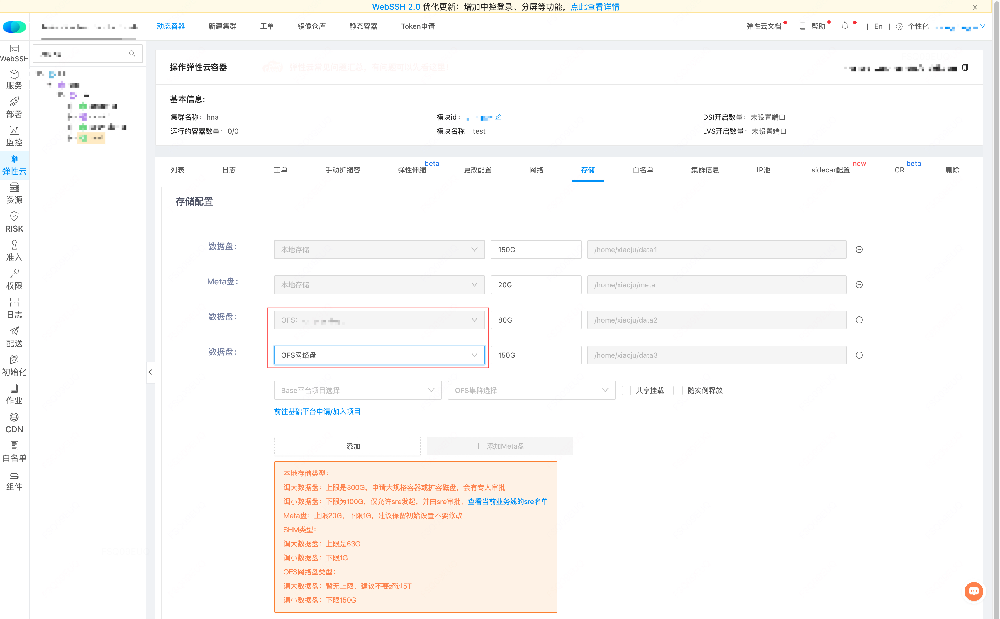 WebSSH 2.0 优化更新：增加中控登录、分屏等功能，点此查看详情
动态容器 新建集群 工单 镜像仓库 静态容器 Token申请 弹性云文档 帮助 | En | 个性化
WebSSH
服务
部署
监控
弹性云
资源
RISK
准入
权限
日志
配送
初始化
作业
CDN
白名单
组件
操作弹性云容器 弹性云常见问题汇总，有问题可以先看这里！
基本信息:
集群名称： hna 模块id： DSI开启数量： 未设置端口
运行的容器数量： 0/0 模块名称： test LVS开启数量： 未设置端口
列表 日志 工单 手动扩缩容 弹性伸缩 beta 更改配置 网络 存储 白名单 集群信息 IP池 sidecar配置 new CR beta 删除
存储配置
数据盘： 本地存储 150G /home/xiaoju/data1
Meta盘： 本地存储 20G /home/xiaoju/meta
数据盘： OFS： 80G /home/xiaoju/data2
数据盘： OFS网络盘 150G /home/xiaoju/data3
Base平台项目选择 OFS集群选择 共享挂载 随实例释放
前往基础平台申请/加入项目
+ 添加 + 添加Meta盘
本地存储类型：
调大数据盘：上限是300G，申请大规格容器或扩容磁盘，会有专人审批
调小数据盘：下限为100G，仅允许sre发起，并由sre审批，查看当前业务线的sre名单
Meta盘：上限20G，下限1G，建议保留初始设置不要修改
SHM类型：
调大数据盘：上限是63G
调小数据盘：下限1G
OFS网络盘类型：
调大数据盘：暂无上限，建议不要超过5T
调小数据盘：下限150G